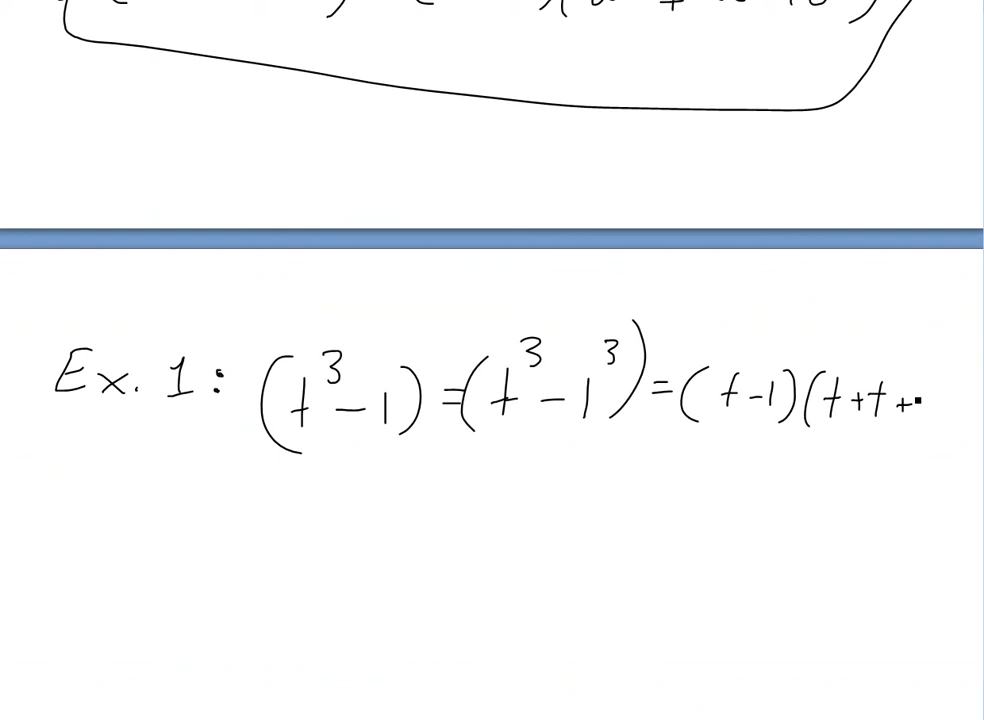 Ex. 1: (t³-1) = (t³-1³) = (t-1)(t+t+